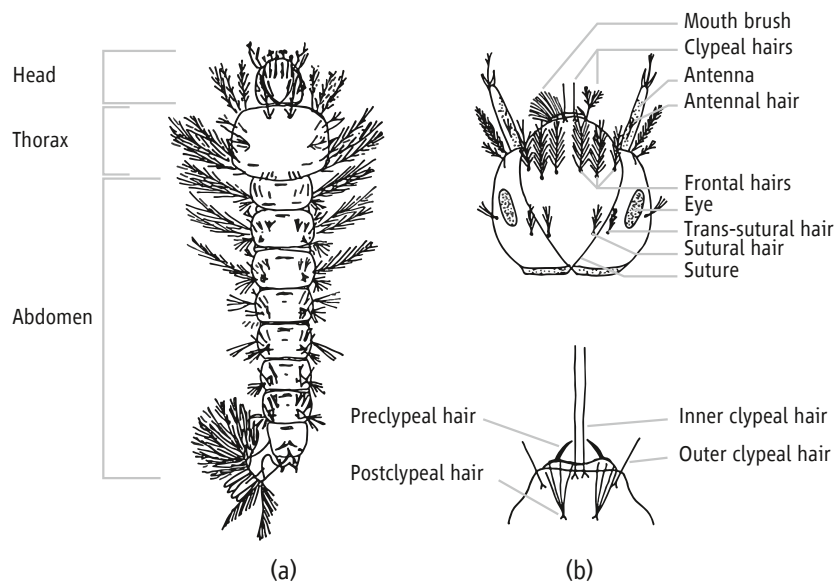 Head
Thorax
Abdomen
(a)
Mouth brush
Clypeal hairs
Antenna
Antennal hair
Frontal hairs
Eye
Trans-sutural hair
Sutural hair
Suture
Preclypeal hair
Inner clypeal hair
Postclypeal hair
Outer clypeal hair
(b)